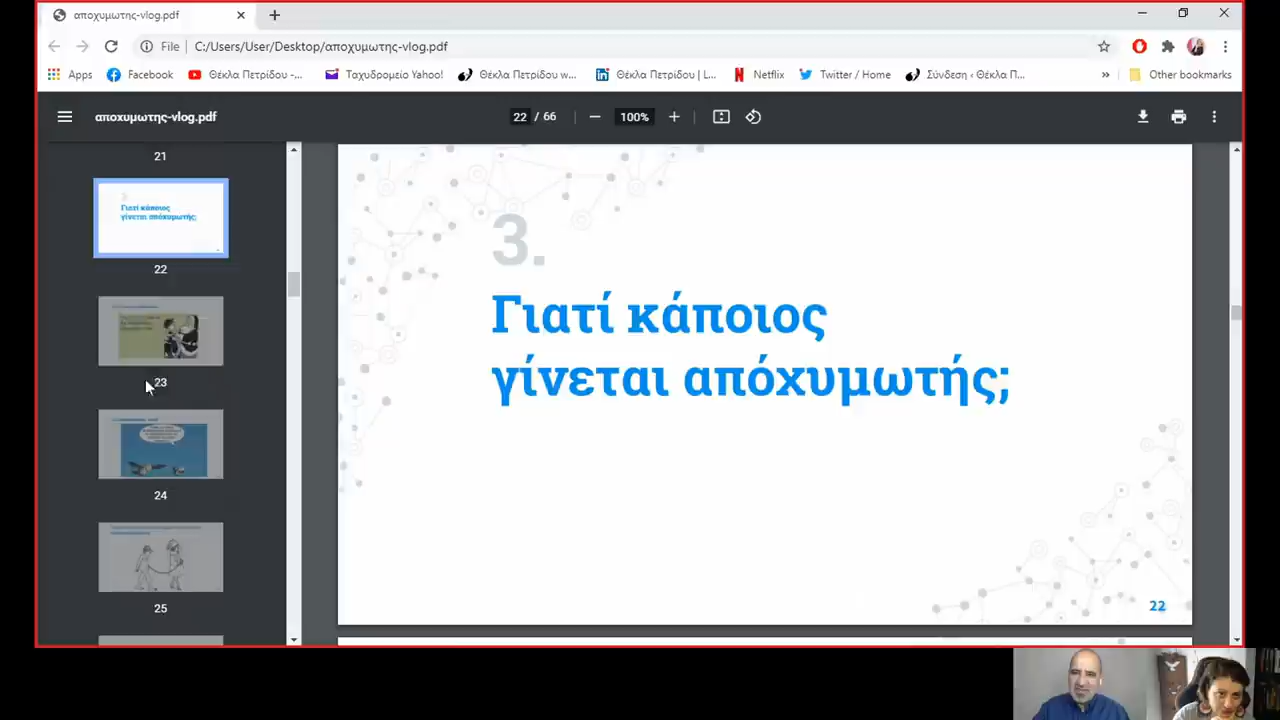 αποχυμωτης-vlog.pdf
File C:/Users/User/Desktop/αποχυμωτης-vlog.pdf
Apps Facebook Θέκλα Πετρίδου -... Ταχυδρομείο Yahoo! Θέκλα Πετρίδου w... Θέκλα Πετρίδου | L... Netflix Twitter / Home Σύνδεση ‹ Θέκλα Π... » Other bookmarks
αποχυμωτης-vlog.pdf 22 / 66 100%
21
Γιατί κάποιος
γίνεται απόχυμωτής;
22
23
24
25
3.
Γιατί κάποιος
γίνεται απόχυμωτής;
22